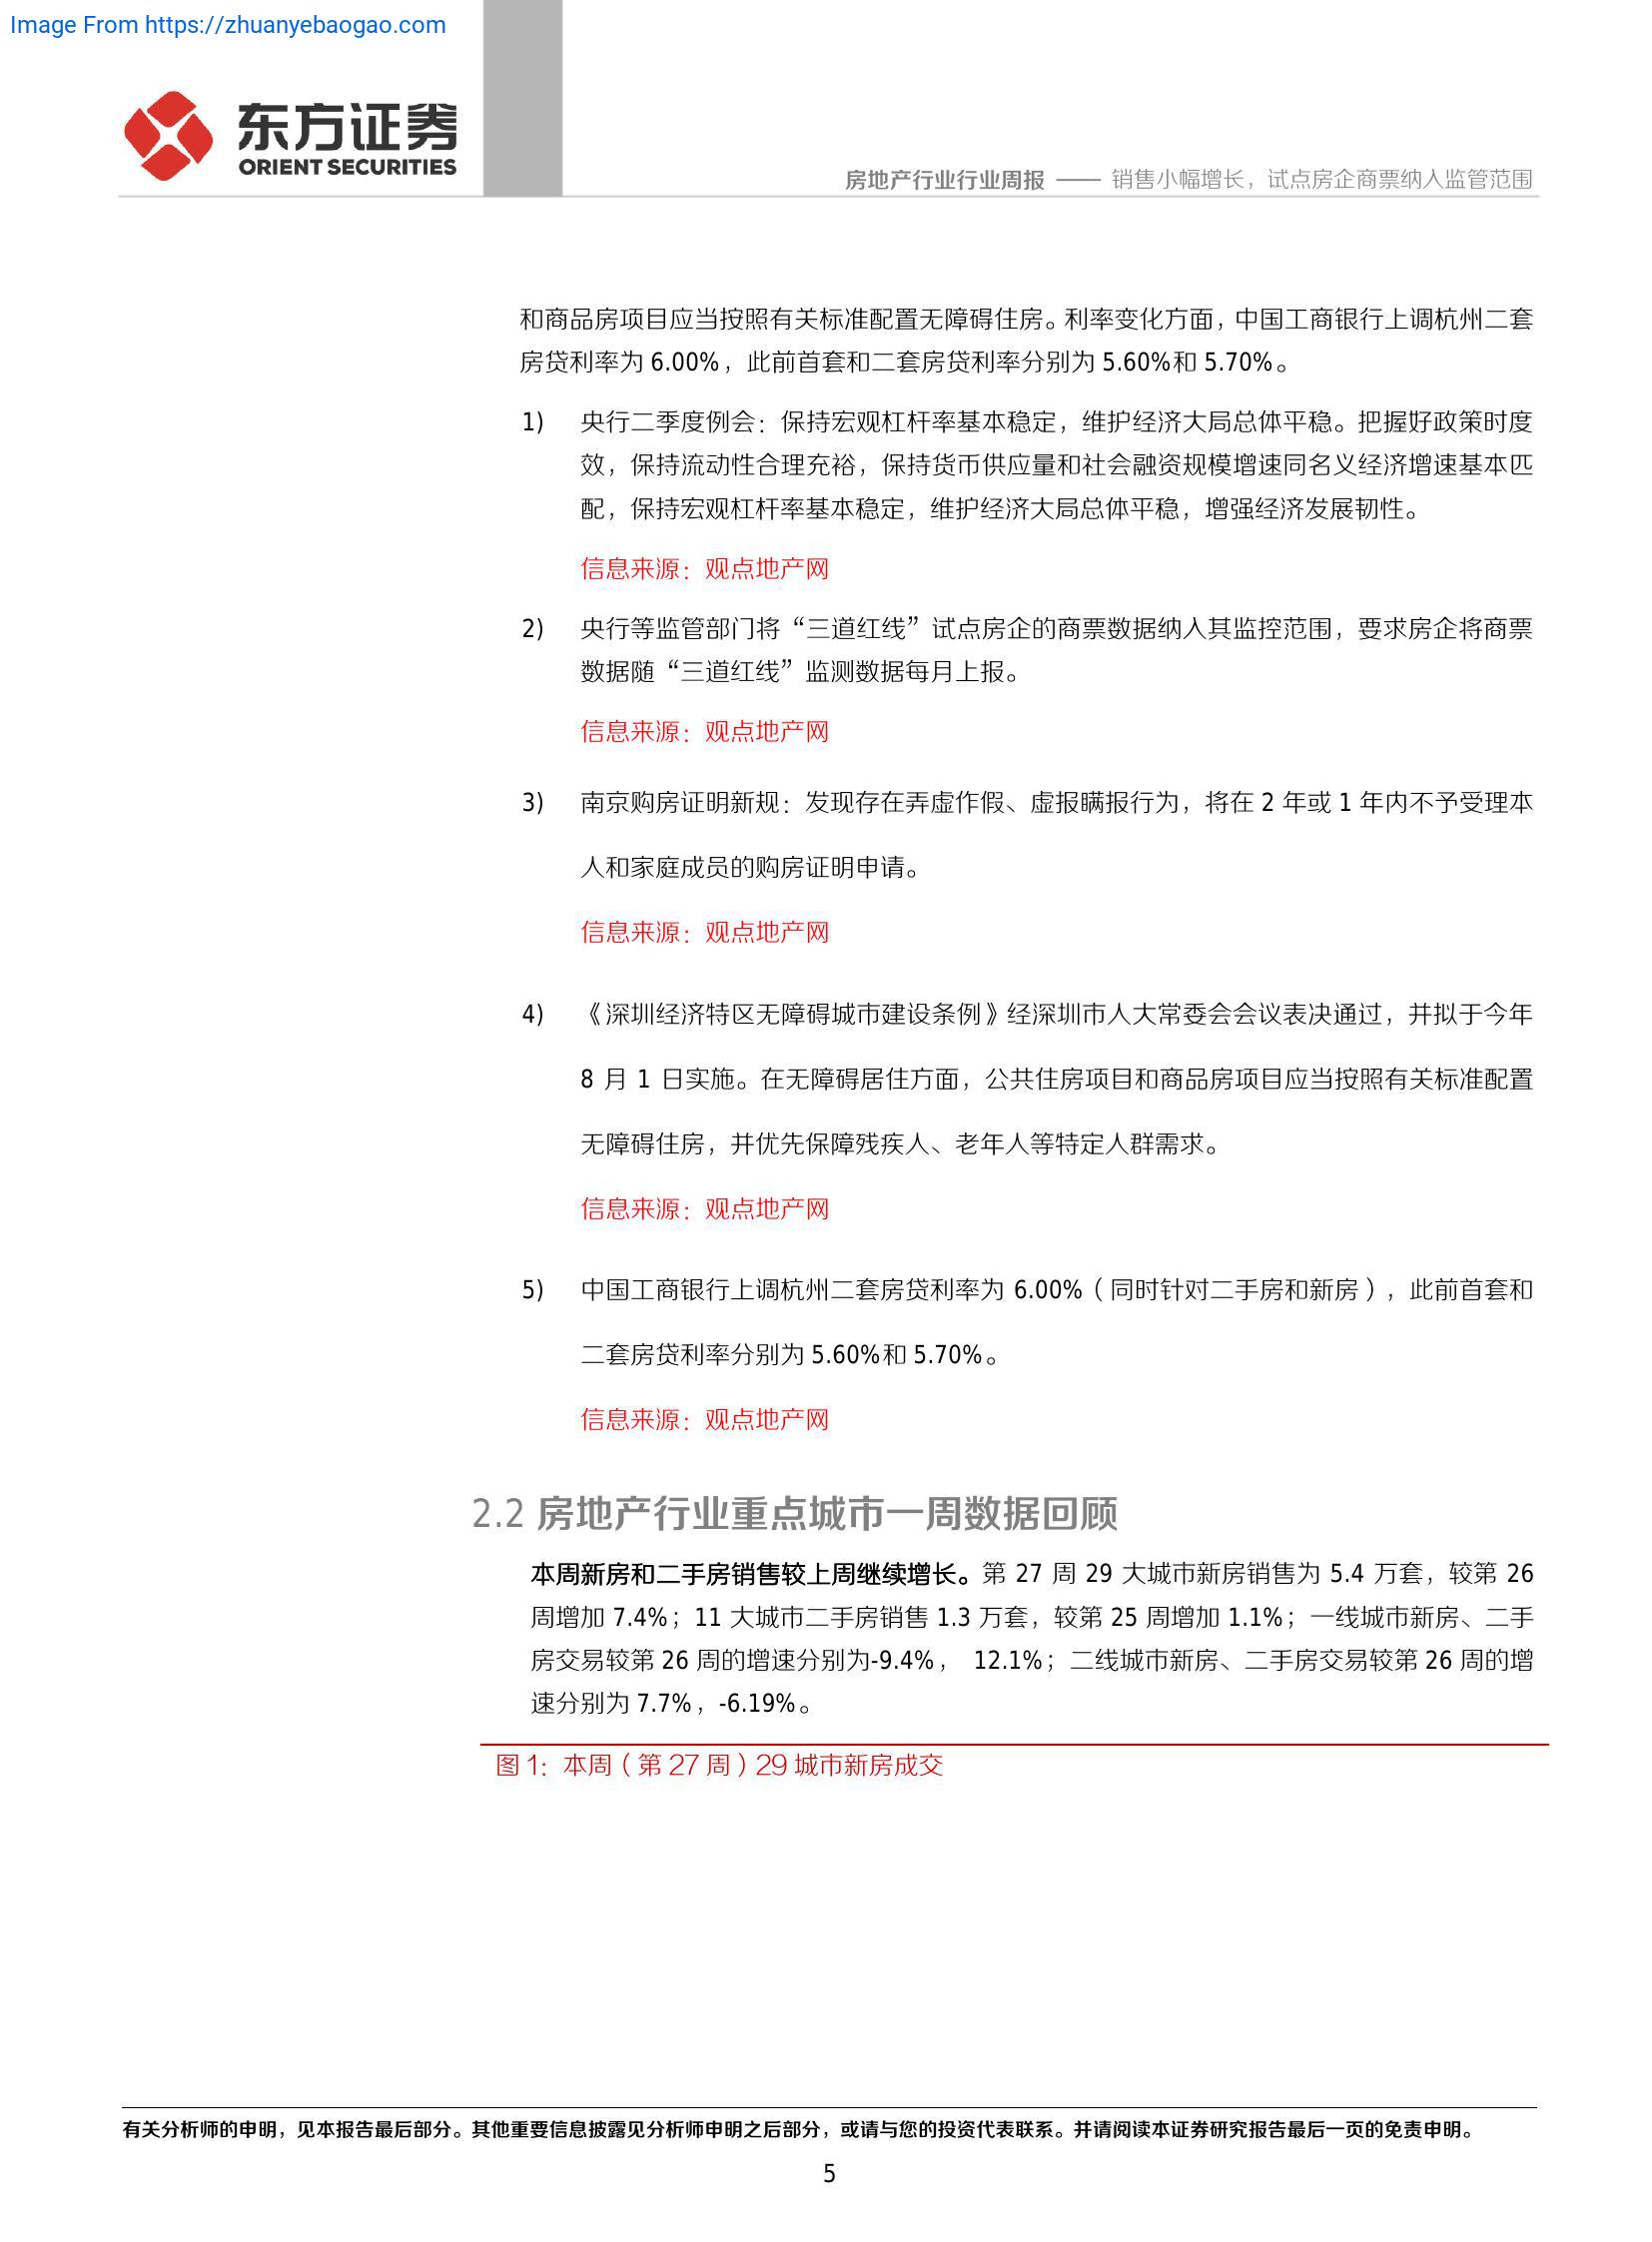 Image From https://zhuanyebaogao.com
东方证券
ORIENT SECURITIES
房地产行业行业周报 —— 销售小幅增长，试点房企商票纳入监管范围
和商品房项目应当按照有关标准配置无障碍住房。利率变化方面，中国工商银行上调杭州二套
房贷利率为 6.00%，此前首套和二套房贷利率分别为 5.60%和 5.70%。
1) 央行二季度例会：保持宏观杠杆率基本稳定，维护经济大局总体平稳。把握好政策时度
效，保持流动性合理充裕，保持货币供应量和社会融资规模增速同名义经济增速基本匹
配，保持宏观杠杆率基本稳定，维护经济大局总体平稳，增强经济发展韧性。
信息来源：观点地产网
2) 央行等监管部门将“三道红线”试点房企的商票数据纳入其监控范围，要求房企将商票
数据随“三道红线”监测数据每月上报。
信息来源：观点地产网
3) 南京购房证明新规：发现存在弄虚作假、虚报瞒报行为，将在 2 年或 1 年内不予受理本
人和家庭成员的购房证明申请。
信息来源：观点地产网
4) 《深圳经济特区无障碍城市建设条例》经深圳市人大常委会会议表决通过，并拟于今年
8 月 1 日实施。在无障碍居住方面，公共住房项目和商品房项目应当按照有关标准配置
无障碍住房，并优先保障残疾人、老年人等特定人群需求。
信息来源：观点地产网
5) 中国工商银行上调杭州二套房贷利率为 6.00%（同时针对二手房和新房），此前首套和
二套房贷利率分别为 5.60%和 5.70%。
信息来源：观点地产网
2.2 房地产行业重点城市一周数据回顾
本周新房和二手房销售较上周继续增长。第 27 周 29 大城市新房销售为 5.4 万套，较第 26
周增加 7.4%；11 大城市二手房销售 1.3 万套，较第 25 周增加 1.1%；一线城市新房、二手
房交易较第 26 周的增速分别为-9.4%， 12.1%；二线城市新房、二手房交易较第 26 周的增
速分别为 7.7%，-6.19%。
图 1：本周（第 27 周）29 城市新房成交
有关分析师的申明，见本报告最后部分。其他重要信息披露见分析师申明之后部分，或请与您的投资代表联系。并请阅读本证券研究报告最后一页的免责申明。
5